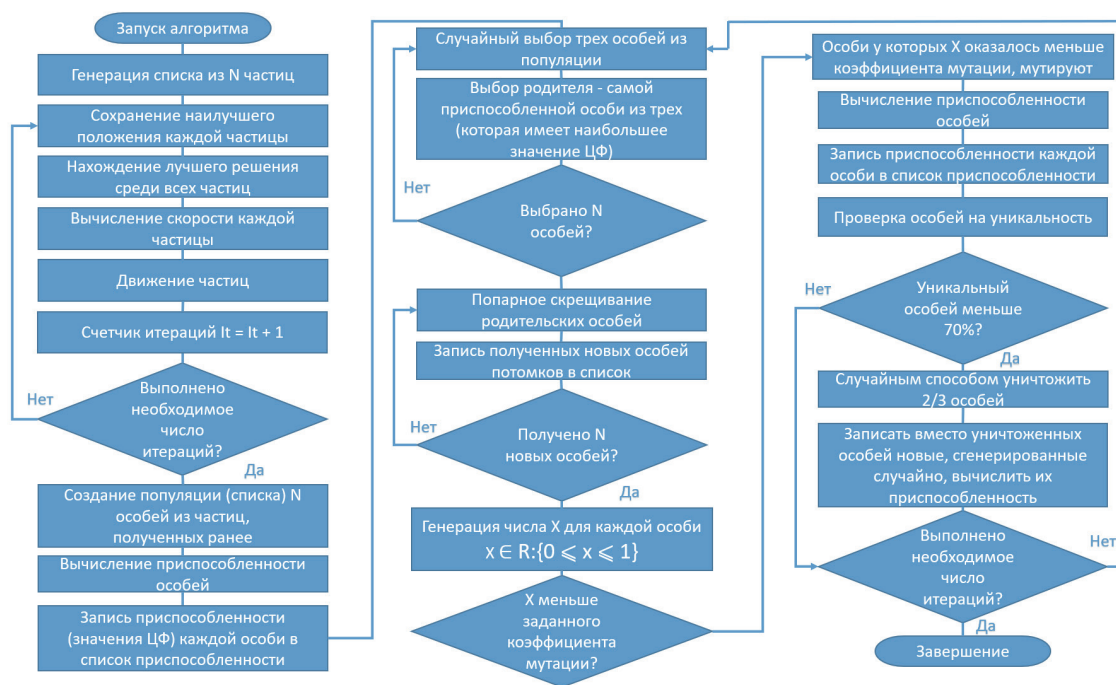 Запуск алгоритма
Генерация списка из N частиц
Сохранение наилучшего
положения каждой частицы
Нахождение лучшего решения
среди всех частиц
Вычисление скорости каждой
частицы
Движение частиц
Счетчик итераций It = It + 1
Выполнено
необходимое
число
итераций?
Нет
Да
Создание популяции (списка) N
особей из частиц,
полученных ранее
Вычисление приспособленности
особей
Запись приспособленности
(значения ЦФ) каждой особи в
список приспособленности
Случайный выбор трех особей из
популяции
Выбор родителя - самой
приспособленной особи из трех
(которая имеет наибольшее
значение ЦФ)
Нет
Выбрано N
особей?
Попарное скрещивание
родительских особей
Запись полученных новых особей
потомков в список
Нет
Получено N
новых особей?
Да
Генерация числа X для каждой особи
x ∈ R:{0 ⩽ x ⩽ 1}
X меньше
заданного
коэффициента
мутации?
Особи у которых X оказалось меньше
коэффициента мутации, мутируют
Вычисление приспособленности
особей
Запись приспособленности каждой
особи в список приспособленности
Проверка особей на уникальность
Нет
Уникальный
особей меньше
70%?
Да
Случайным способом уничтожить
2/3 особей
Записать вместо уничтоженных
особей новые, сгенерированные
случайно, вычислить их
приспособленность
Выполнено
необходимое
число
итераций?
Нет
Да
Завершение